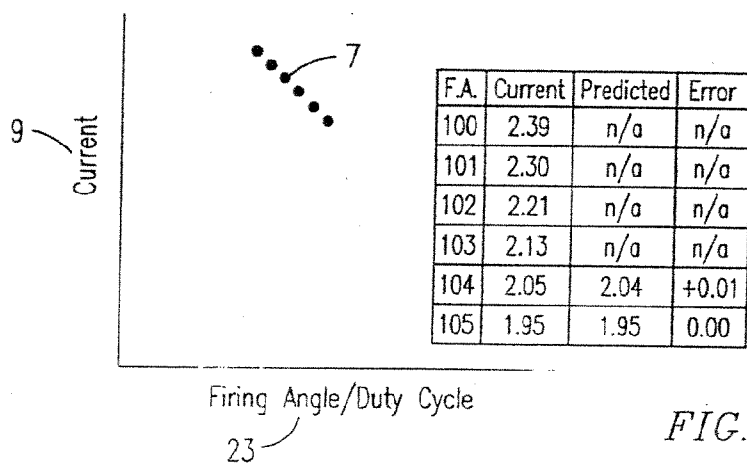 7
9
Current
F.A. Current Predicted Error
100 2.39 n/a n/a
101 2.30 n/a n/a
102 2.21 n/a n/a
103 2.13 n/a n/a
104 2.05 2.04 +0.01
105 1.95 1.95 0.00
Firing Angle/Duty Cycle
23
FIG.